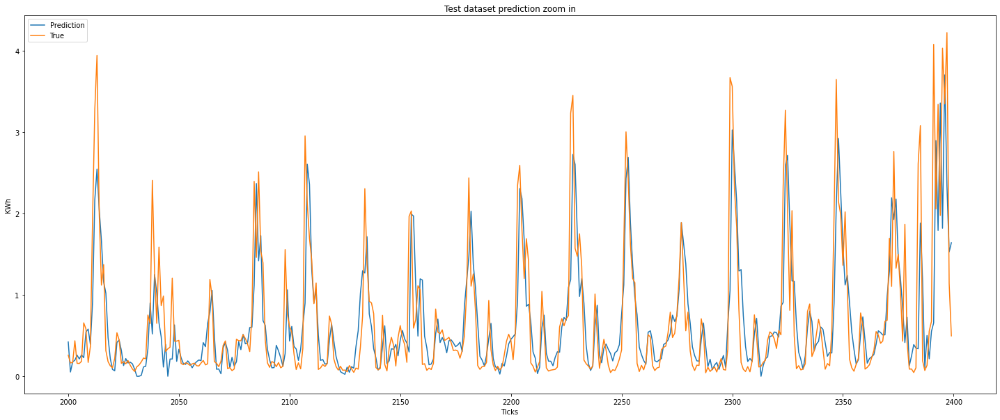 Test dataset prediction zoom in
Prediction
True
KWh
4
3
2
1
0
2000 2050 2100 2150 2200 2250 2300 2350 2400
Ticks